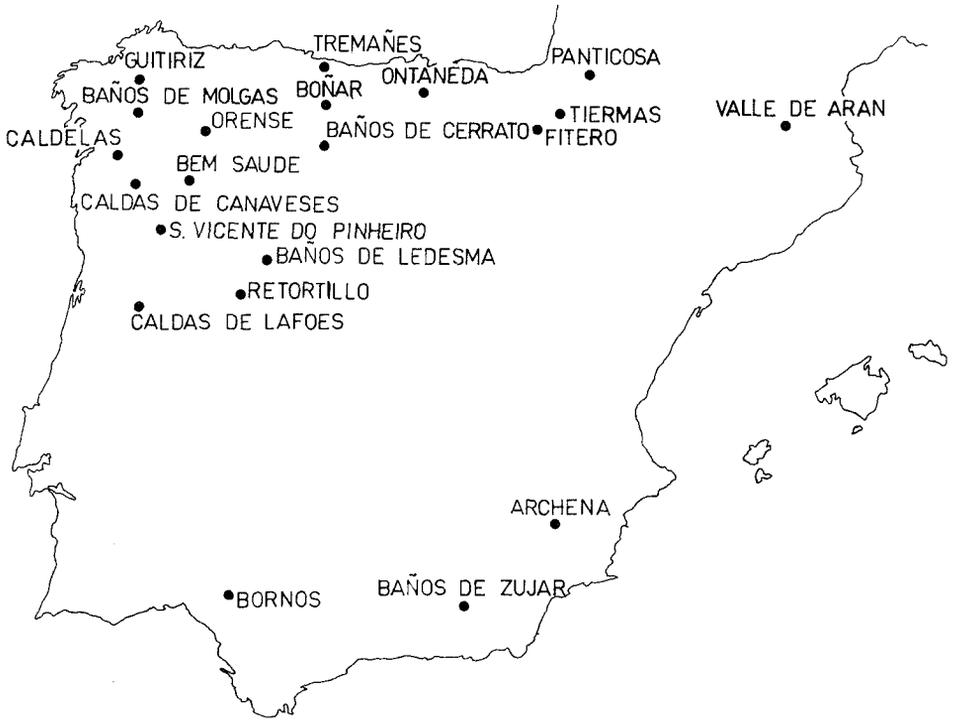 TREMAÑES
GUITIRIZ
PANTICOSA
ONTAÑEDA
BAÑOS DE MOLGAS
BOÑAR
VALLE DE ARAN
TIERMAS
ORENSE
BAÑOS DE CERRATO
FITERO
CALDELAS
BEM SAUDE
CALDAS DE CANAVESES
S. VICENTE DO PINHEIRO
BAÑOS DE LEDESMA
RETORTILLO
CALDAS DE LAFOES
ARCHENA
BAÑOS DE ZUJAR
BORNOS